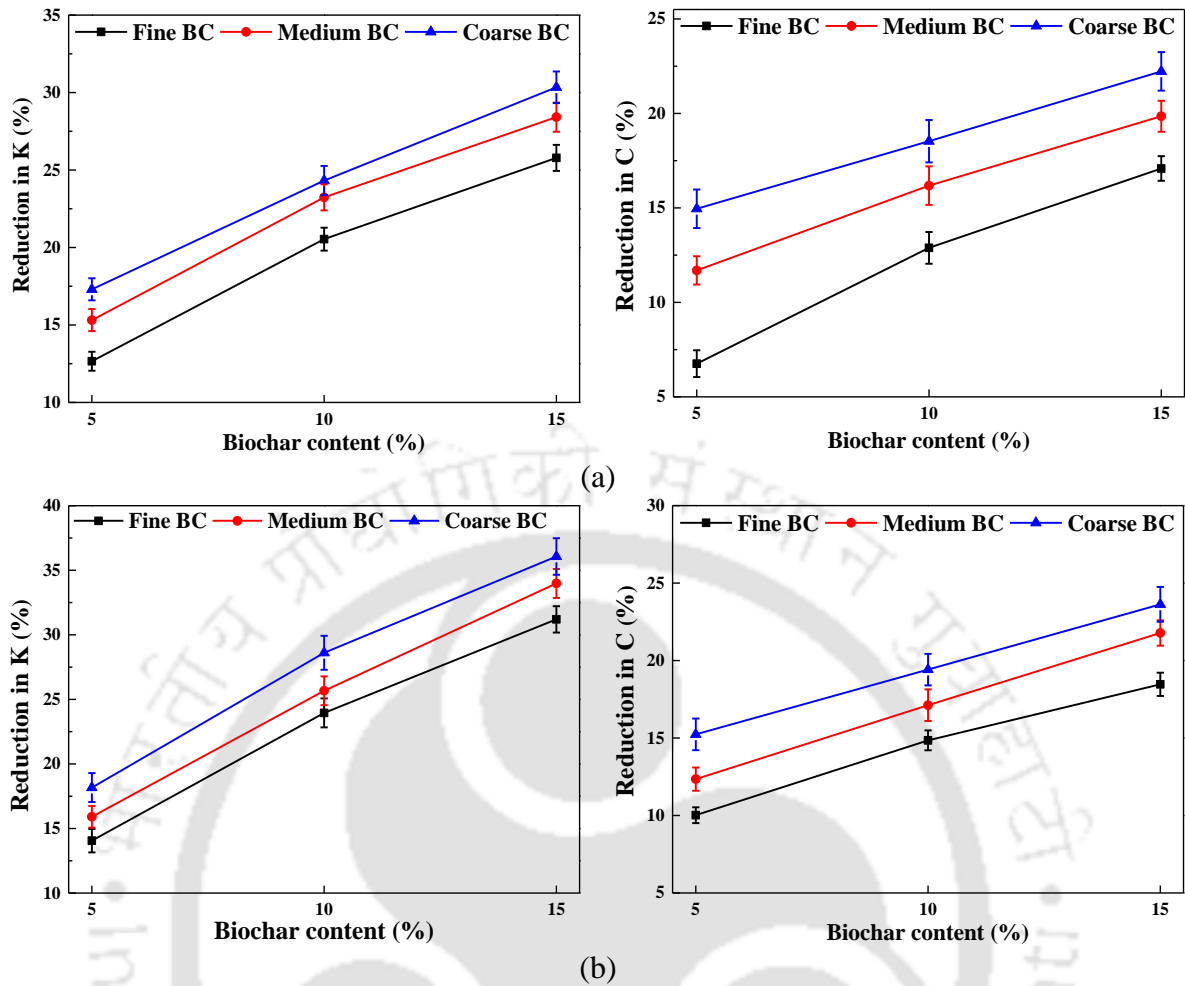 Fine BC Medium BC Coarse BC
35
30
25
20
15
10
Reduction in K (%)
5 10 15
Biochar content (%)
Fine BC Medium BC Coarse BC
25
20
15
10
5
Reduction in C (%)
5 10 15
Biochar content (%)
(a)
Fine BC Medium BC Coarse BC
40
35
30
25
20
15
10
Reduction in K (%)
5 10 15
Biochar content (%)
Fine BC Medium BC Coarse BC
30
25
20
15
10
5
Reduction in C (%)
5 10 15
Biochar content (%)
(b)